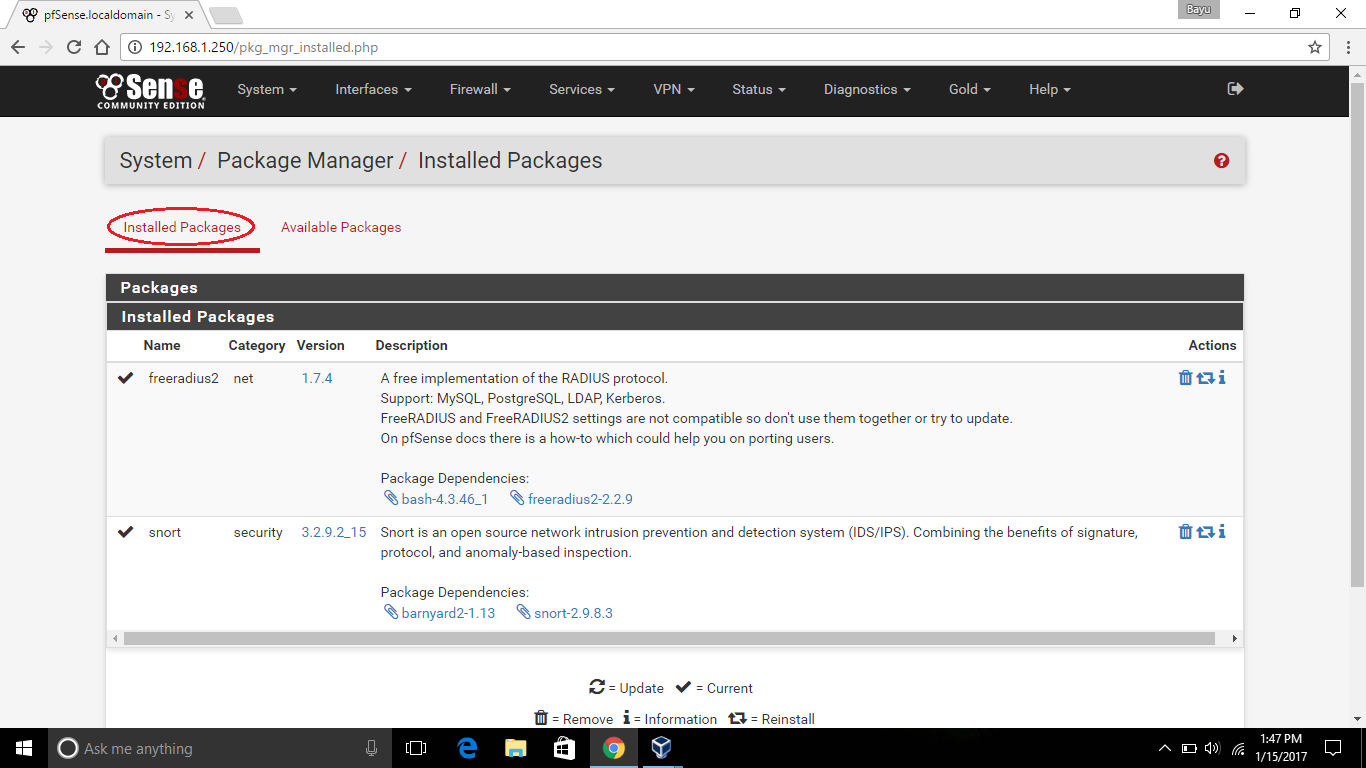 pfSense.localdomain - Sy
Bayu
192.168.1.250/pkg_mgr_installed.php
Sense
COMMUNITY EDITION
System Interfaces Firewall Services VPN Status Diagnostics Gold Help
System / Package Manager / Installed Packages
Installed Packages Available Packages
Packages
Installed Packages
Name Category Version Description Actions
freeradius2 net 1.7.4 A free implementation of the RADIUS protocol.
Support: MySQL, PostgreSQL, LDAP, Kerberos.
FreeRADIUS and FreeRADIUS2 settings are not compatible so don't use them together or try to update.
On pfSense docs there is a how-to which could help you on porting users.
Package Dependencies:
bash-4.3.46_1 freeradius2-2.2.9
snort security 3.2.9.2_15 Snort is an open source network intrusion prevention and detection system (IDS/IPS). Combining the benefits of signature,
protocol, and anomaly-based inspection.
Package Dependencies:
barnyard2-1.13 snort-2.9.8.3
= Update = Current
= Remove = Information = Reinstall
Ask me anything
1:47 PM
1/15/2017